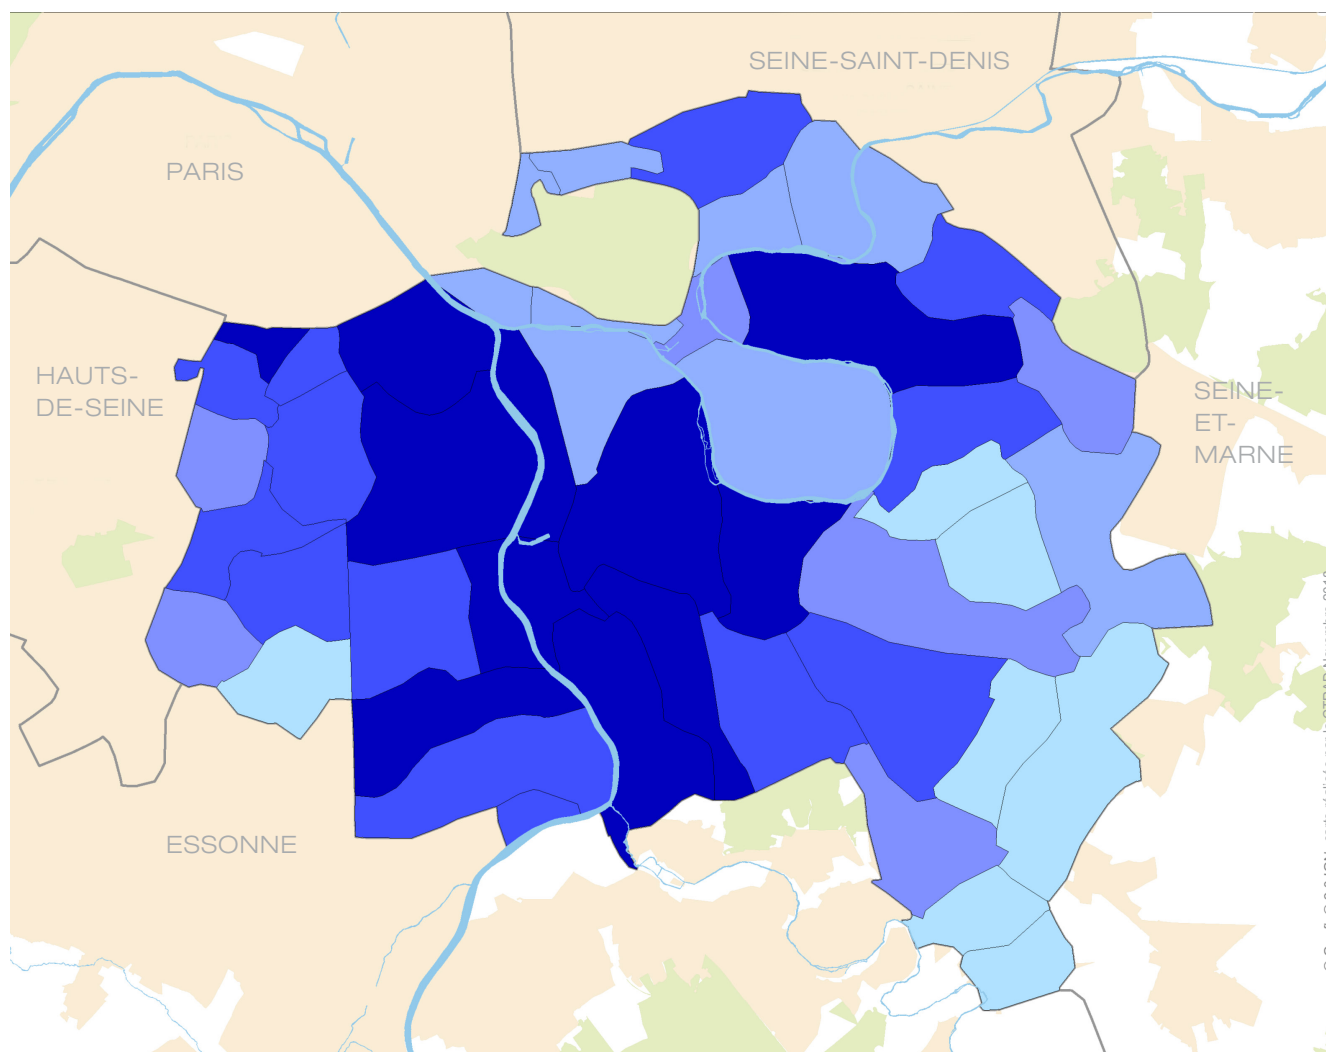 SEINE-SAINT-DENIS
PARIS
HAUTS-
DE-SEINE
SEINE-
ET-
MARNE
ESSONNE